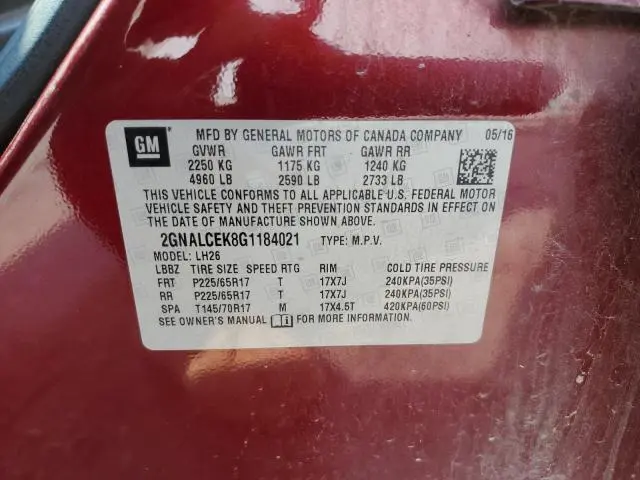 GM MFD BY GENERAL MOTORS OF CANADA COMPANY 05/16
GVWR GAWR FRT GAWR RR
2250 KG 1175 KG 1240 KG
4960 LB 2590 LB 2733 LB
THIS VEHICLE CONFORMS TO ALL APPLICABLE U.S. FEDERAL MOTOR
VEHICLE SAFETY AND THEFT PREVENTION STANDARDS IN EFFECT ON
THE DATE OF MANUFACTURE SHOWN ABOVE.
2GNALCEK8G1184021 TYPE: M.P.V.
MODEL: LH26
LBBZ TIRE SIZE SPEED RTG RIM COLD TIRE PRESSURE
FRT P225/65R17 T 17X7J 240KPA(35PSI)
RR P225/65R17 T 17X7J 240KPA(35PSI)
SPA T145/70R17 M 17X4.5T 420KPA(60PSI)
SEE OWNER'S MANUAL FOR MORE INFORMATION.